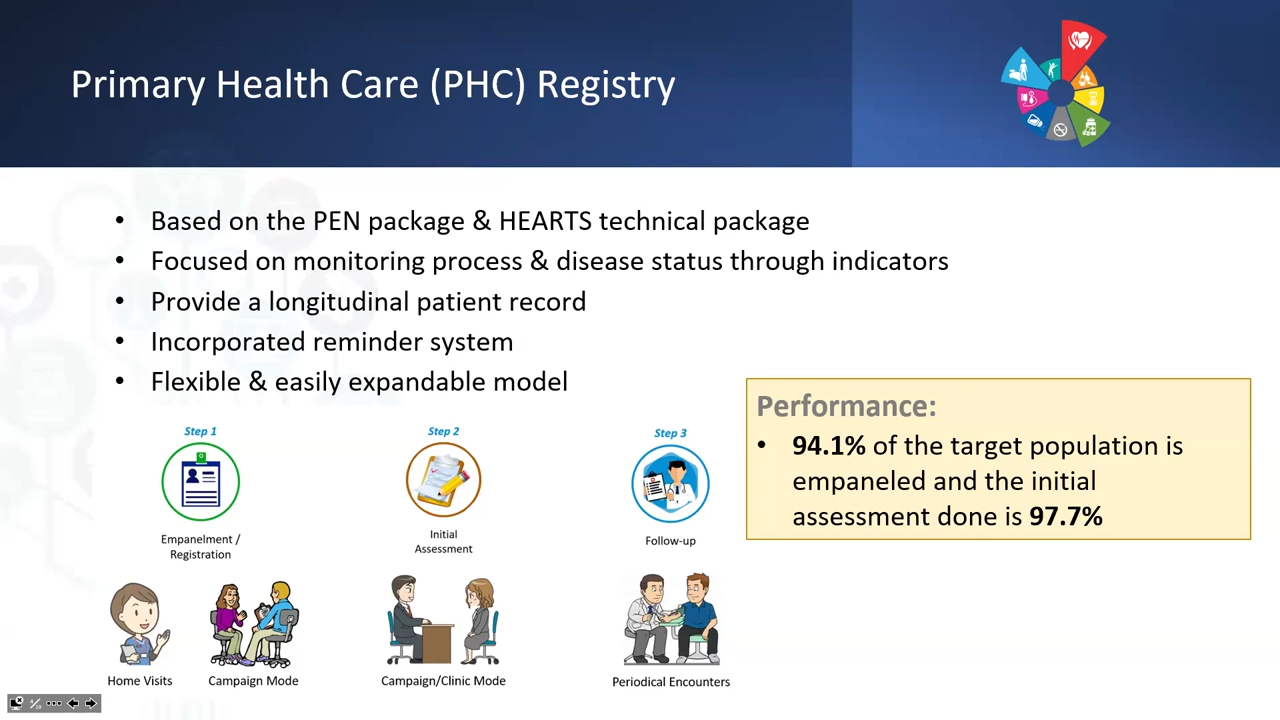 Primary Health Care (PHC) Registry
• Based on the PEN package & HEARTS technical package
• Focused on monitoring process & disease status through indicators
• Provide a longitudinal patient record
• Incorporated reminder system
• Flexible & easily expandable model
Step 1
Empanelment /
Registration
Home Visits
Campaign Mode
Step 2
Initial
Assessment
Campaign/Clinic Mode
Step 3
Follow-up
Periodical Encounters
Performance:
• 94.1% of the target population is
empaneled and the initial
assessment done is 97.7%